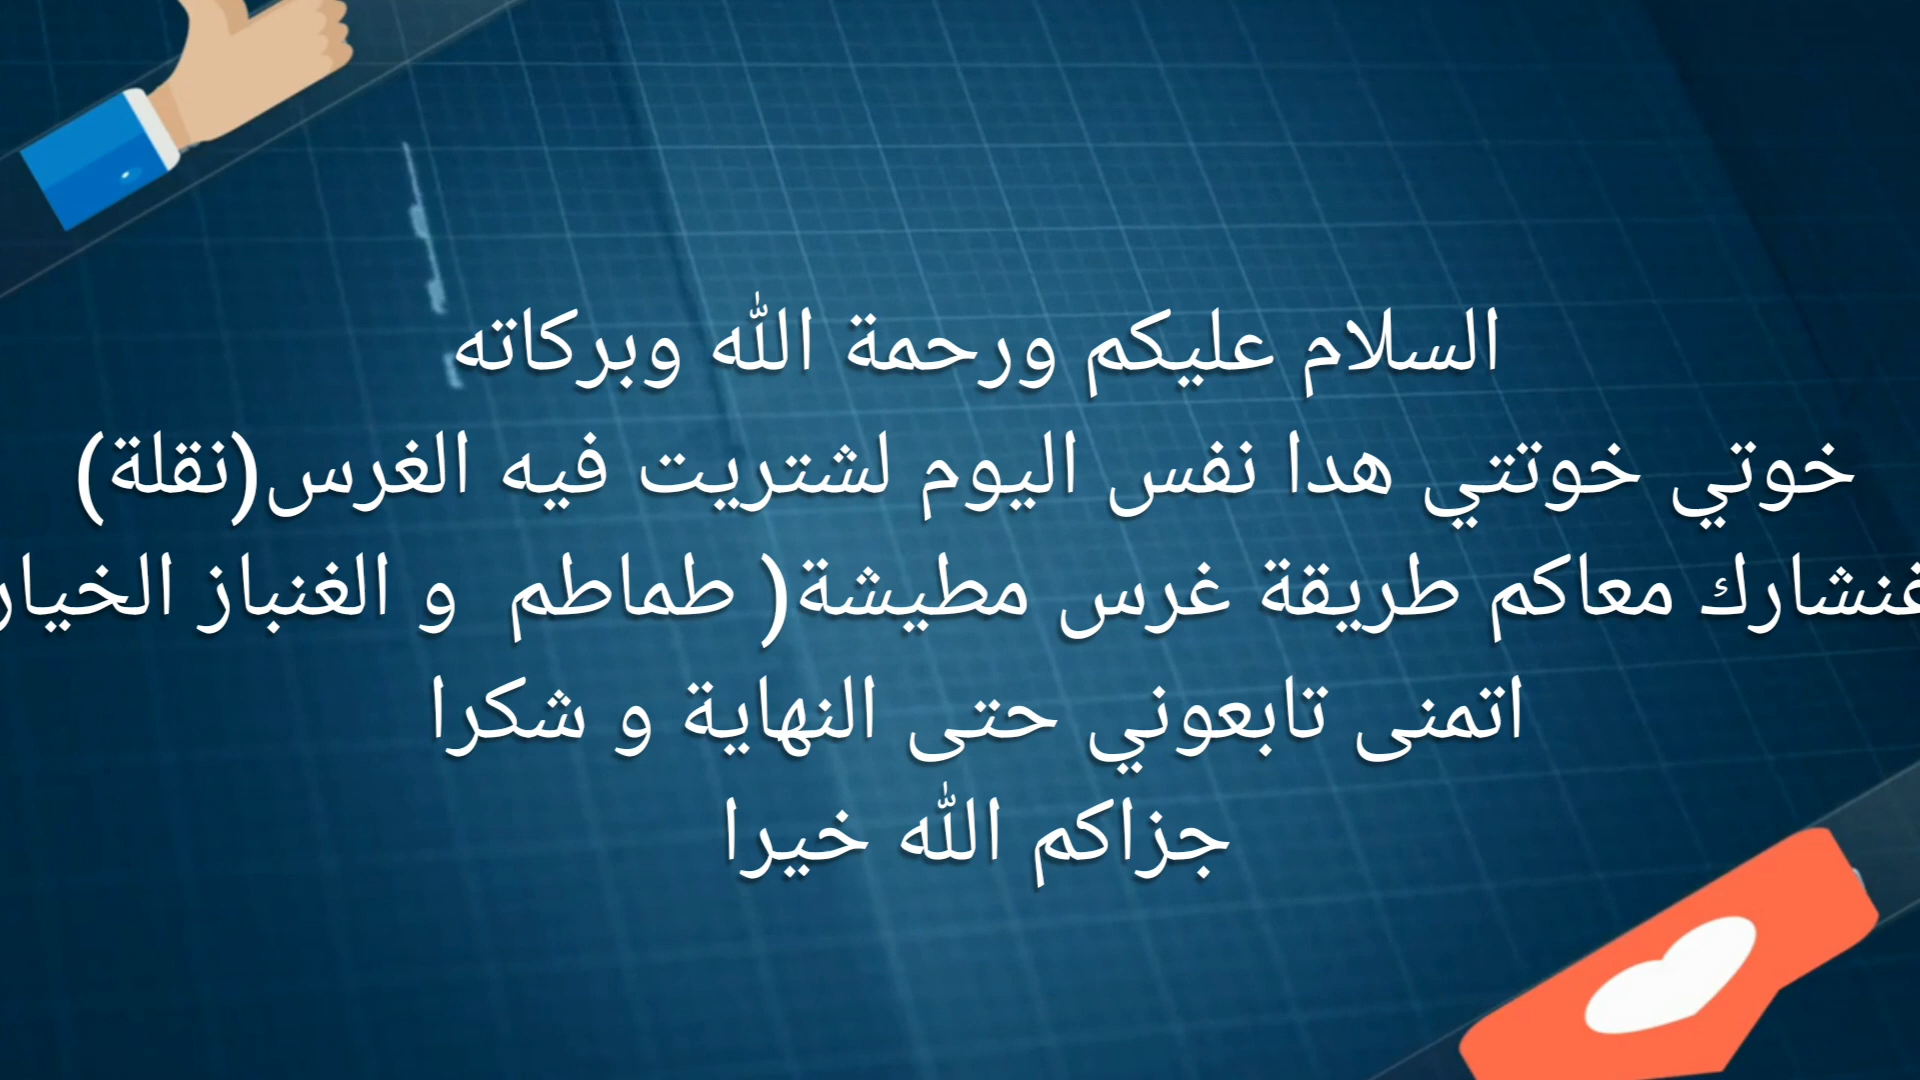 السلام عليكم ورحمة الله وبركاته
خوتي خوتتي هدا نفس اليوم لشتريت فيه الغرس(نقلة)
غنشارك معاكم طريقة غرس مطيشة( طماطم و الغنباز الخيار
اتمنى تابعوني حتى النهاية و شكرا
جزاكم الله خيرا